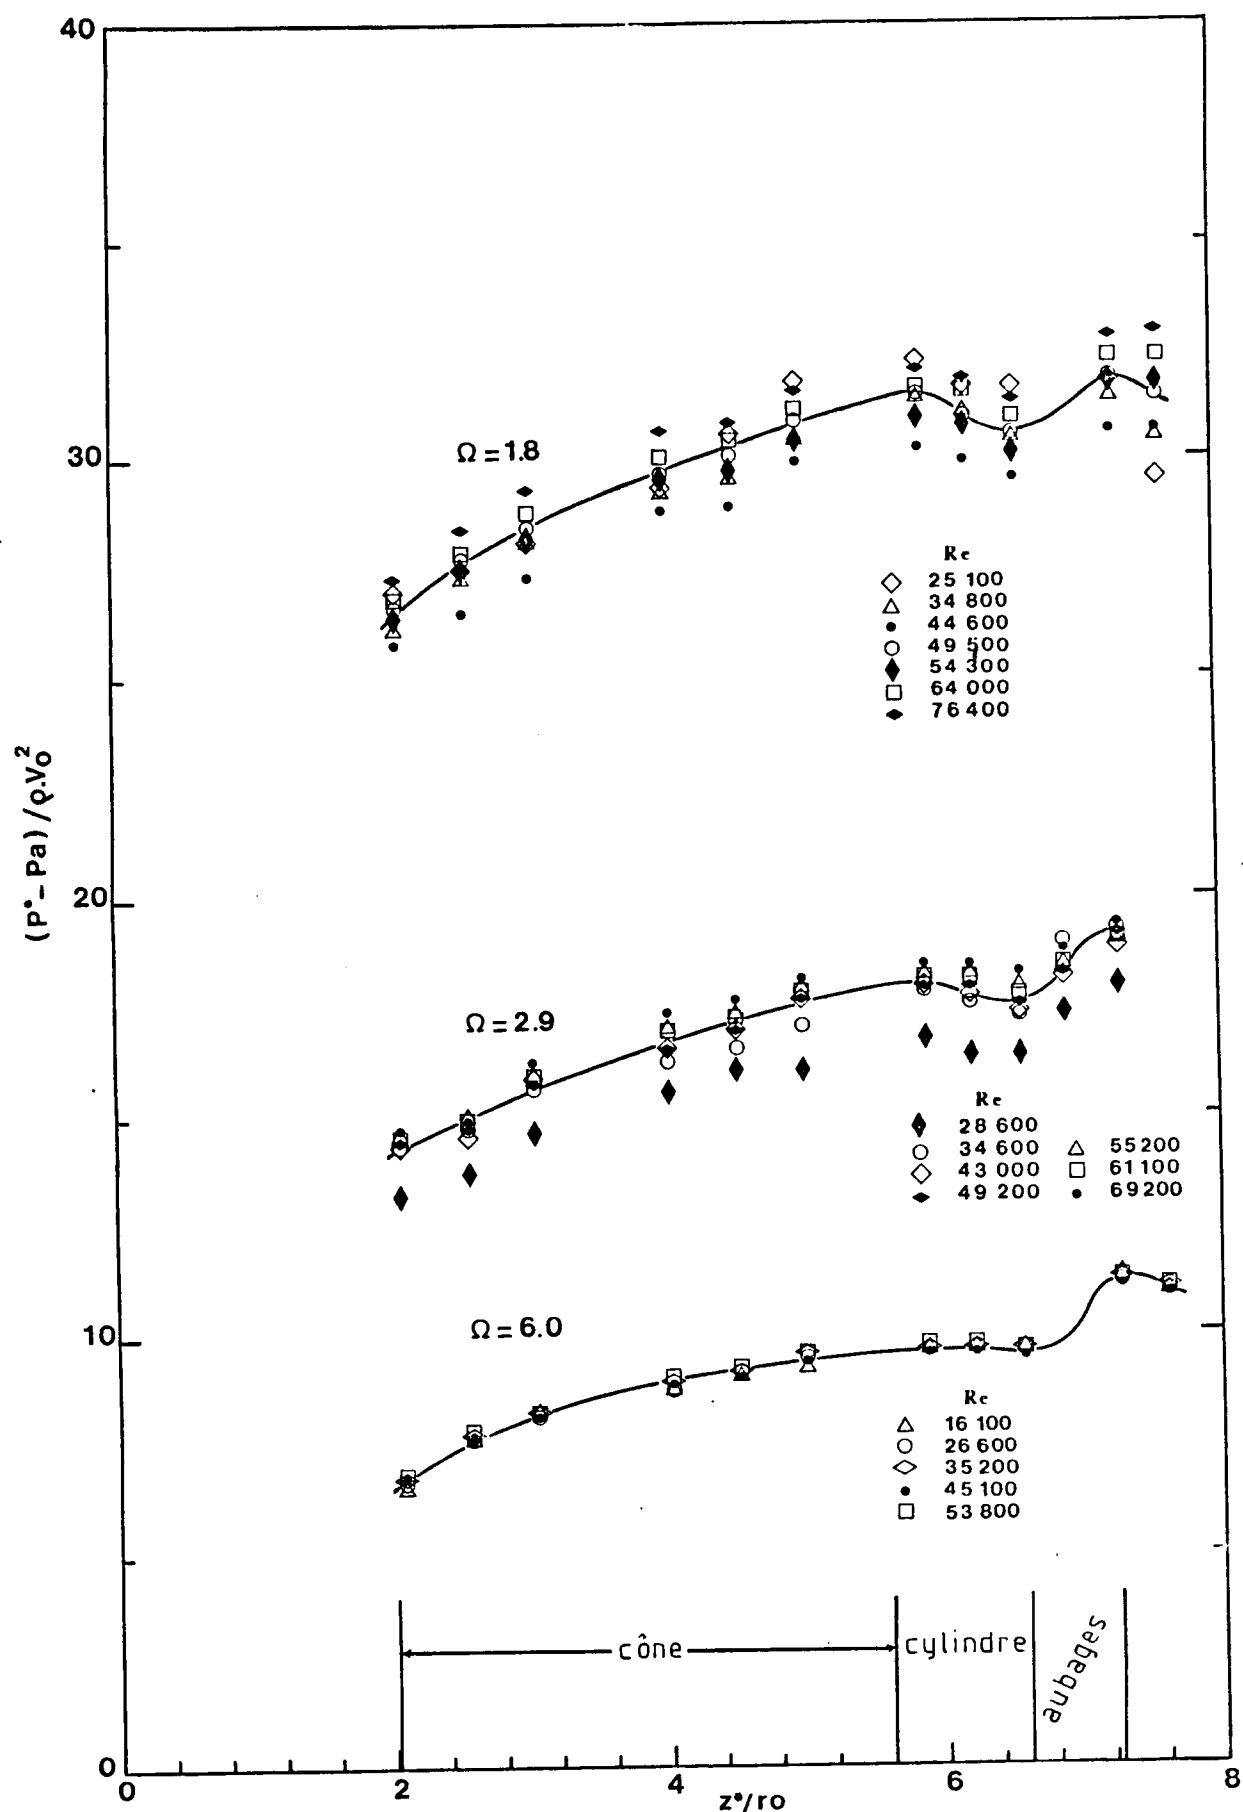 40
30
20
10
0
(P*-Pa)/ϱ.Vo²
Ω=1.8
Re
25 100
34 800
44 600
49 500
54 300
64 000
76 400
Ω=2.9
Re
28 600
34 600
43 000
49 200
55200
61100
69200
Ω=6.0
Re
16 100
26 600
35 200
45 100
53 800
cône
cylindre
aubages
0 2 4 6 8
z*/ro